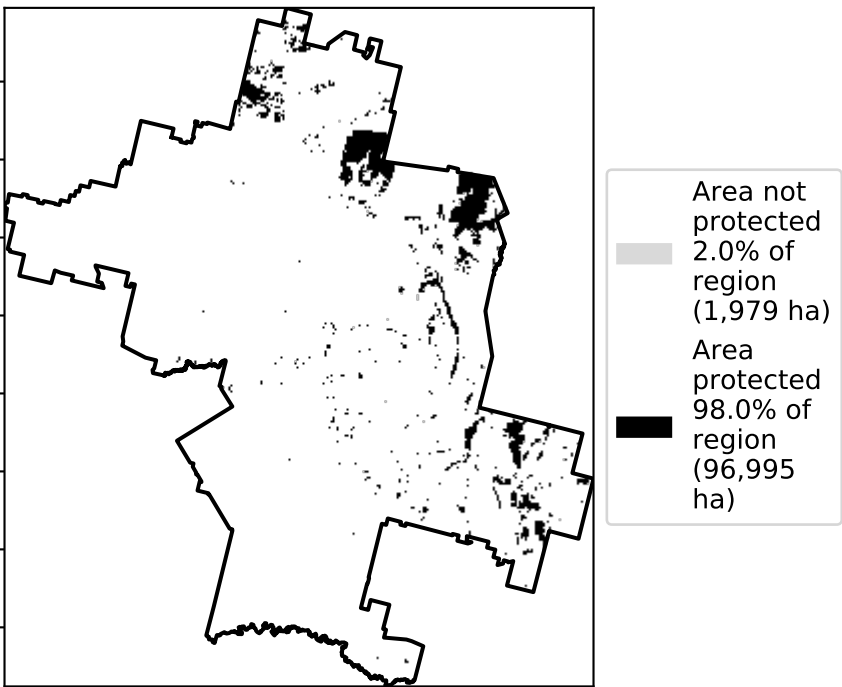 Area not
protected
2.0% of
region
(1,979 ha)
Area
protected
98.0% of
region
(96,995
ha)